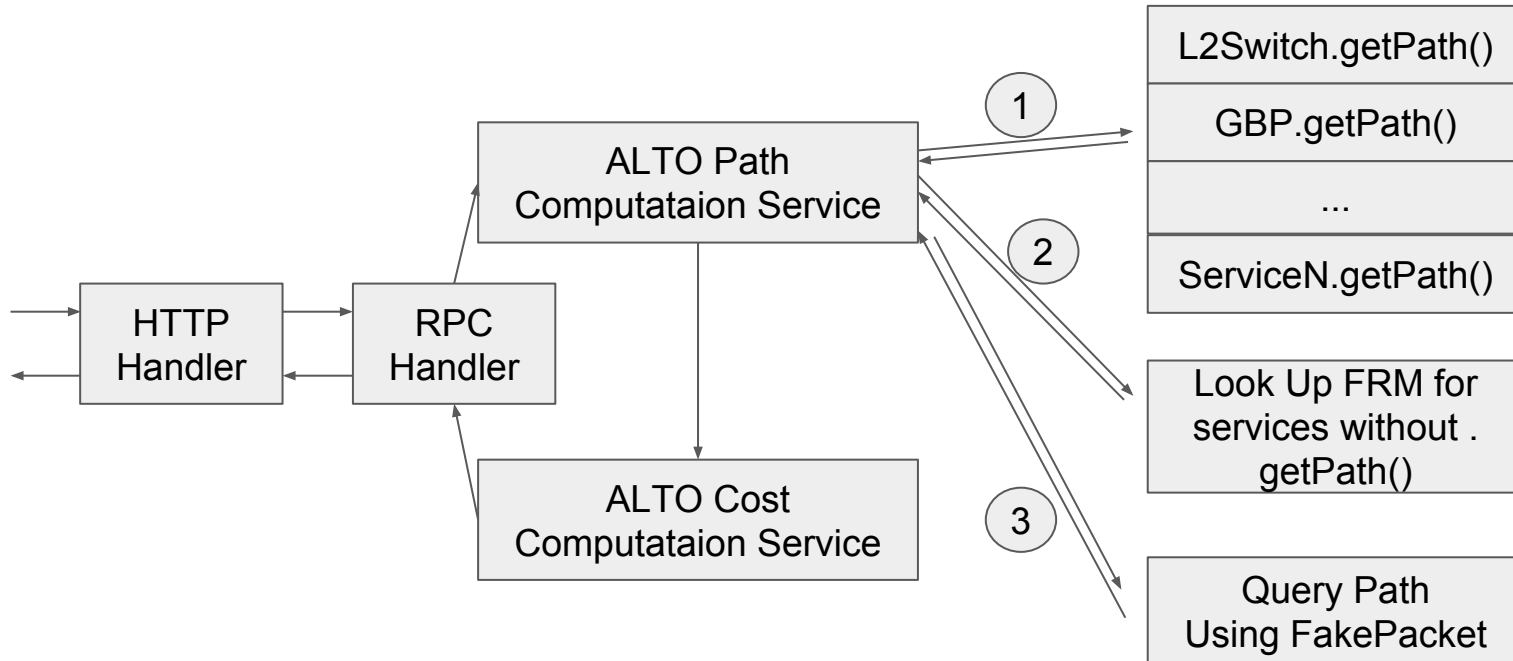 L2Switch.getPath()
1
GBP.getPath()
ALTO Path
Computataion Service
...
2
ServiceN.getPath()
HTTP
Handler
RPC
Handler
Look Up FRM for
services without .
getPath()
ALTO Cost
Computataion Service
3
Query Path
Using FakePacket